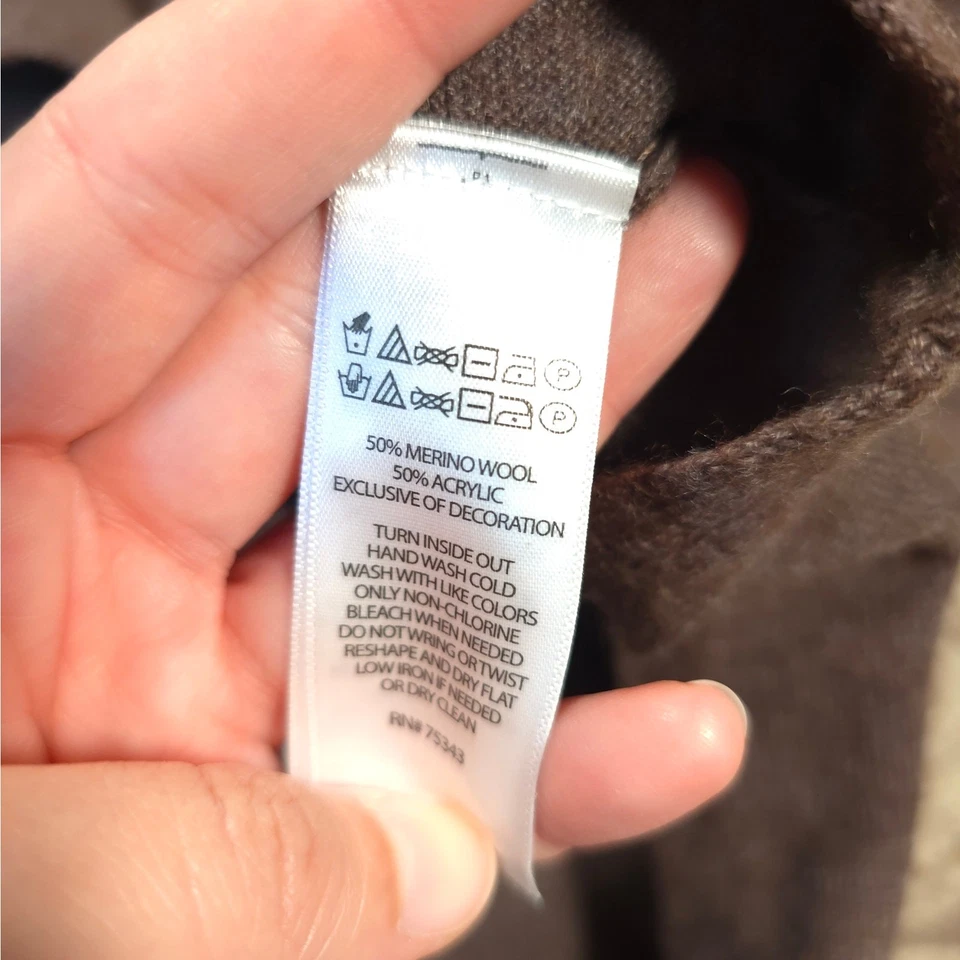 P
P
50% MERINO WOOL
50% ACRYLIC
EXCLUSIVE OF DECORATION
TURN INSIDE OUT
HAND WASH COLD
WASH WITH LIKE COLORS
ONLY NON-CHLORINE
BLEACH WHEN NEEDED
DO NOT WRING OR TWIST
RESHAPE AND DRY FLAT
LOW IRON IF NEEDED
OR DRY CLEAN
RN# 75343